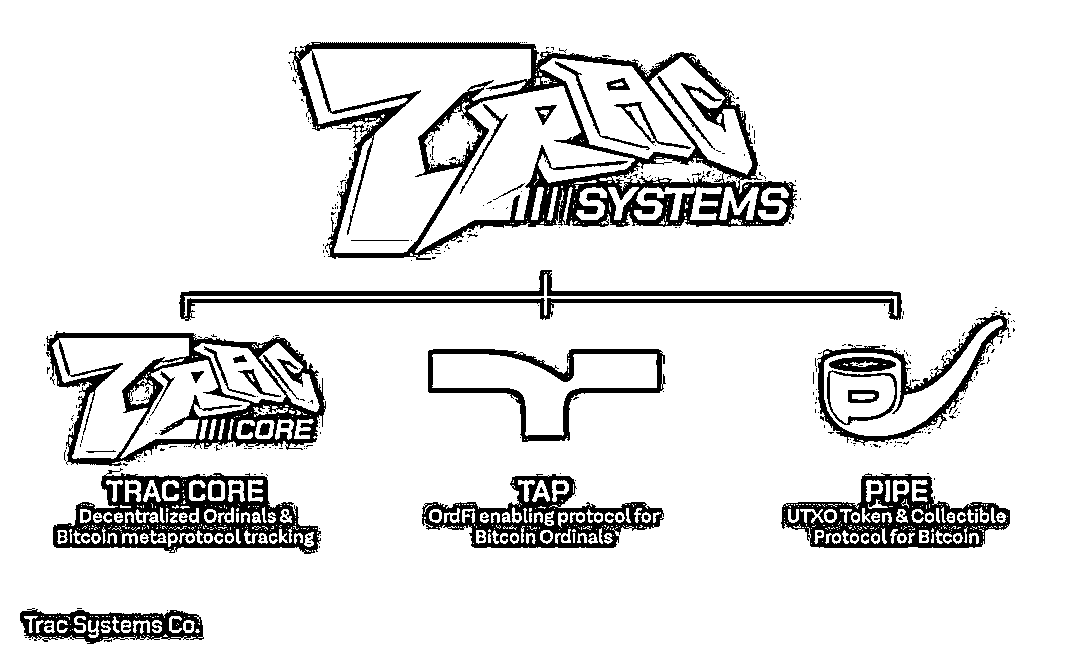 TRAC
SYSTEMS
TRAC
CORE
TRAC CORE
Decentralized Ordinals &
Bitcoin metaprotocol tracking
TAP
OrdFi enabling protocol for
Bitcoin Ordinals
P
PIPE
UTXO Token & Collectible
Protocol for Bitcoin
Trac Systems Co.